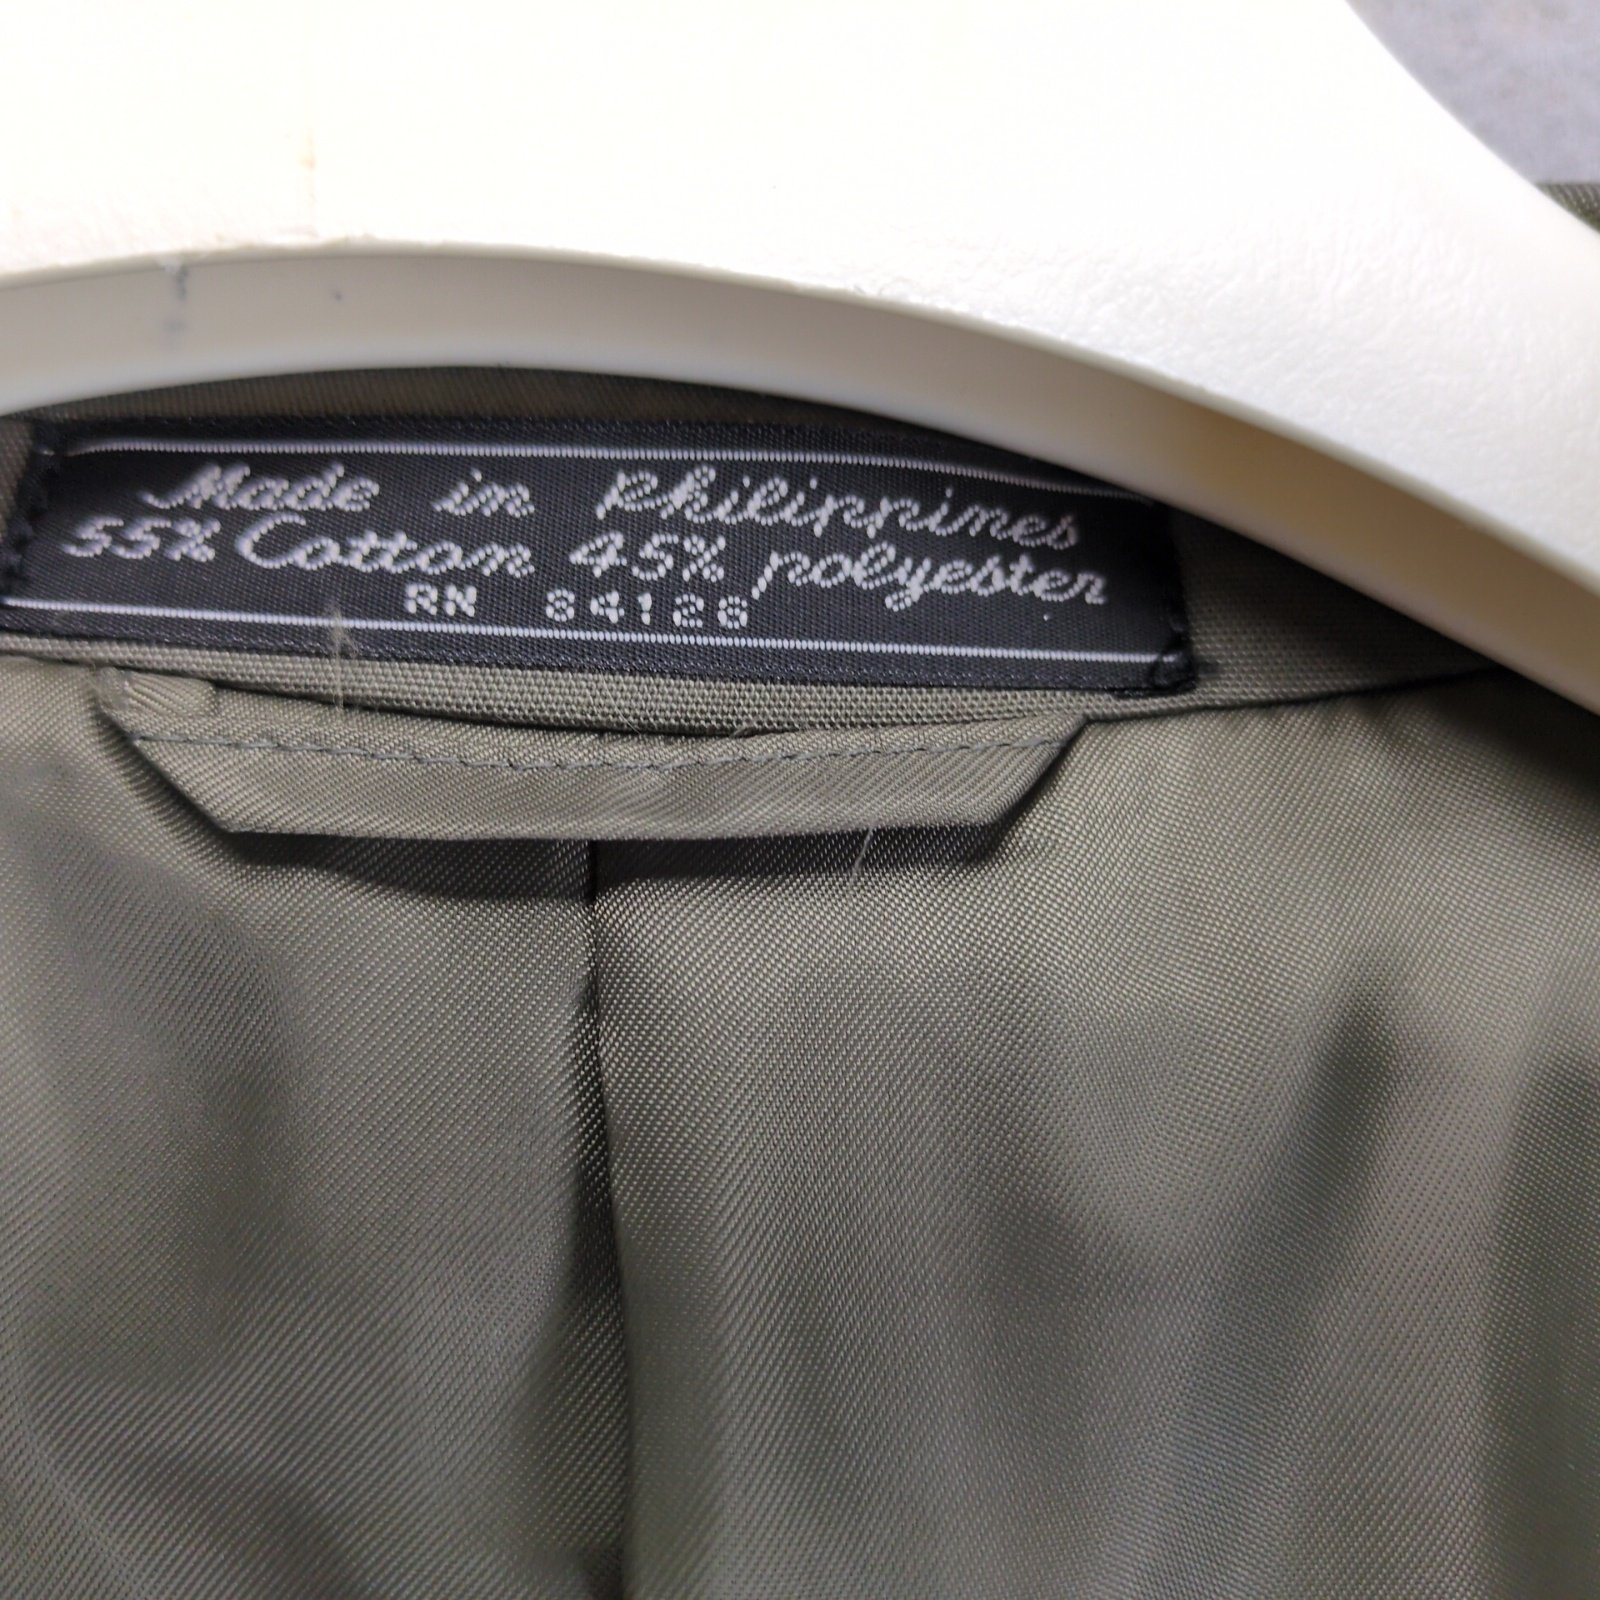 Made in Philippines
55% Cotton 45% polyester
RN 84126